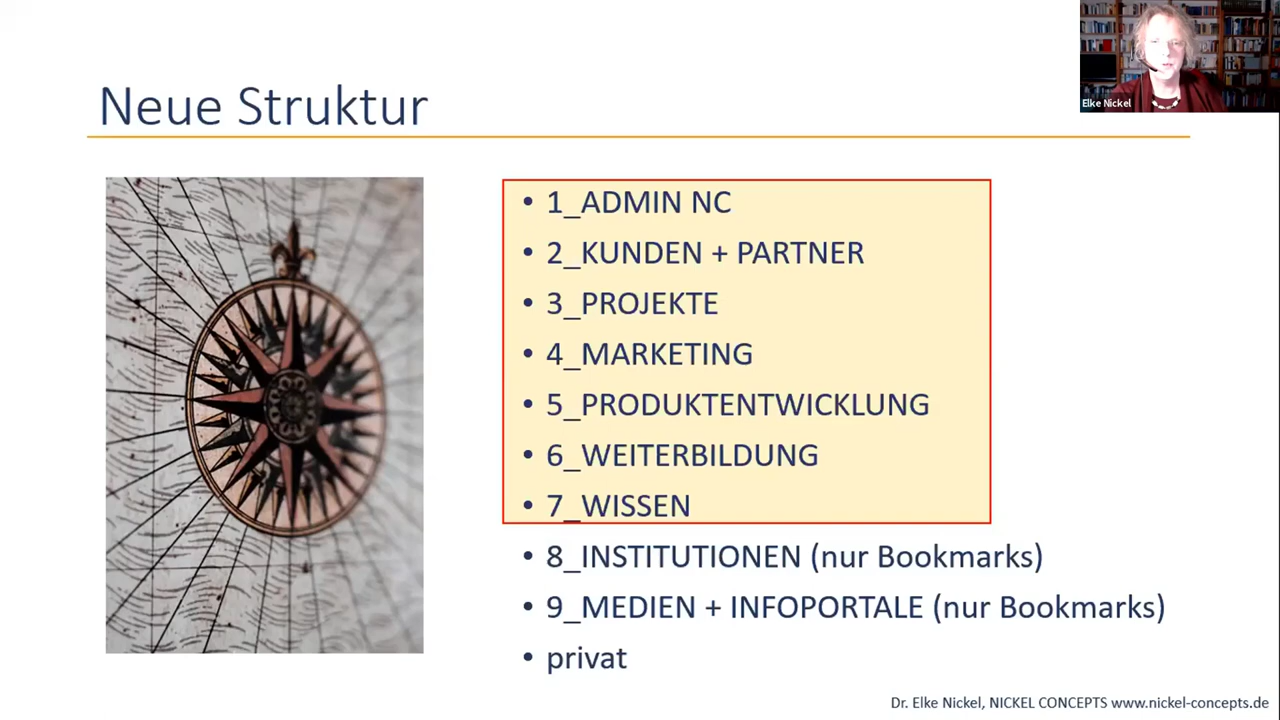 Elke Nickel
Neue Struktur
• 1_ADMIN NC
• 2_KUNDEN + PARTNER
• 3_PROJEKTE
• 4_MARKETING
• 5_PRODUKTENTWICKLUNG
• 6_WEITERBILDUNG
• 7_WISSEN
• 8_INSTITUTIONEN (nur Bookmarks)
• 9_MEDIEN + INFOPORTALE (nur Bookmarks)
• privat
Dr. Elke Nickel, NICKEL CONCEPTS www.nickel-concepts.de